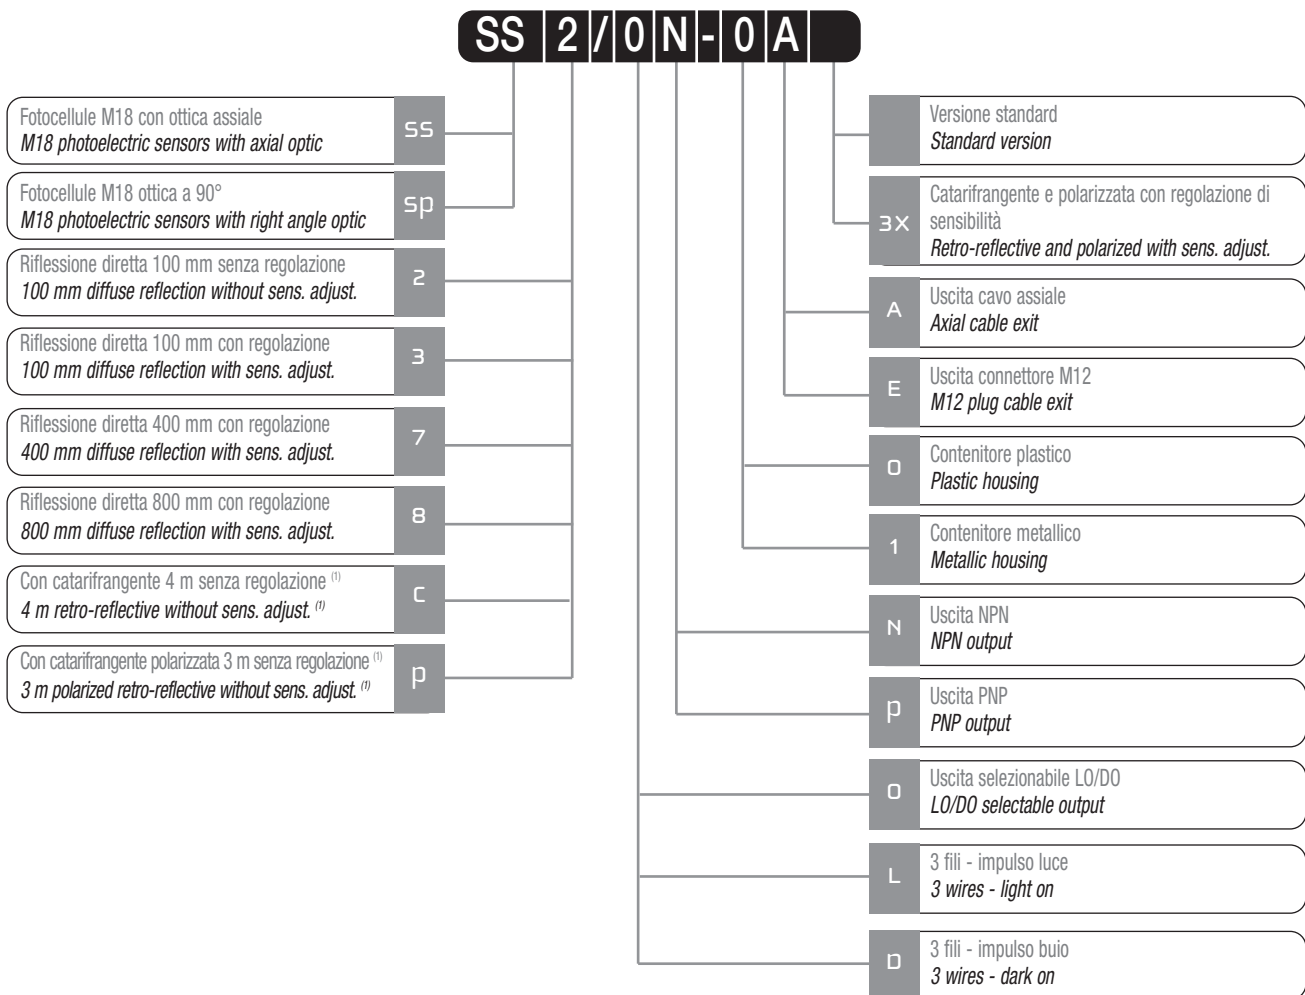 SS 2 / 0 N - 0 A
Fotocellule M18 con ottica assiale
M18 photoelectric sensors with axial optic
SS
Fotocellule M18 ottica a 90°
M18 photoelectric sensors with right angle optic
SP
Riflessione diretta 100 mm senza regolazione
100 mm diffuse reflection without sens. adjust.
2
Riflessione diretta 100 mm con regolazione
100 mm diffuse reflection with sens. adjust.
3
Riflessione diretta 400 mm con regolazione
400 mm diffuse reflection with sens. adjust.
7
Riflessione diretta 800 mm con regolazione
800 mm diffuse reflection with sens. adjust.
8
Con catarifrangente 4 m senza regolazione (1)
4 m retro-reflective without sens. adjust. (1)
C
Con catarifrangente polarizzata 3 m senza regolazione (1)
3 m polarized retro-reflective without sens. adjust. (1)
P
Versione standard
Standard version
3X
Catarifrangente e polarizzata con regolazione di
sensibilità
Retro-reflective and polarized with sens. adjust.
A
Uscita cavo assiale
Axial cable exit
E
Uscita connettore M12
M12 plug cable exit
0
Contenitore plastico
Plastic housing
1
Contenitore metallico
Metallic housing
N
Uscita NPN
NPN output
P
Uscita PNP
PNP output
0
Uscita selezionabile LO/DO
LO/DO selectable output
L
3 fili - impulso luce
3 wires - light on
D
3 fili - impulso buio
3 wires - dark on